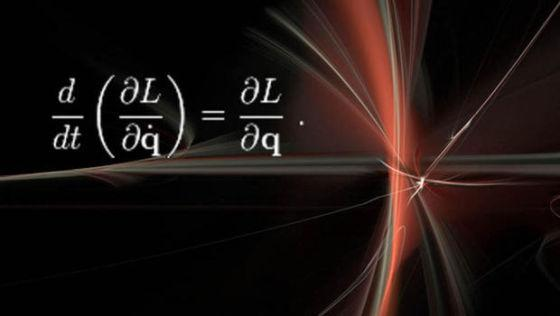 d/dt (∂L/∂q̇) = ∂L/∂q .